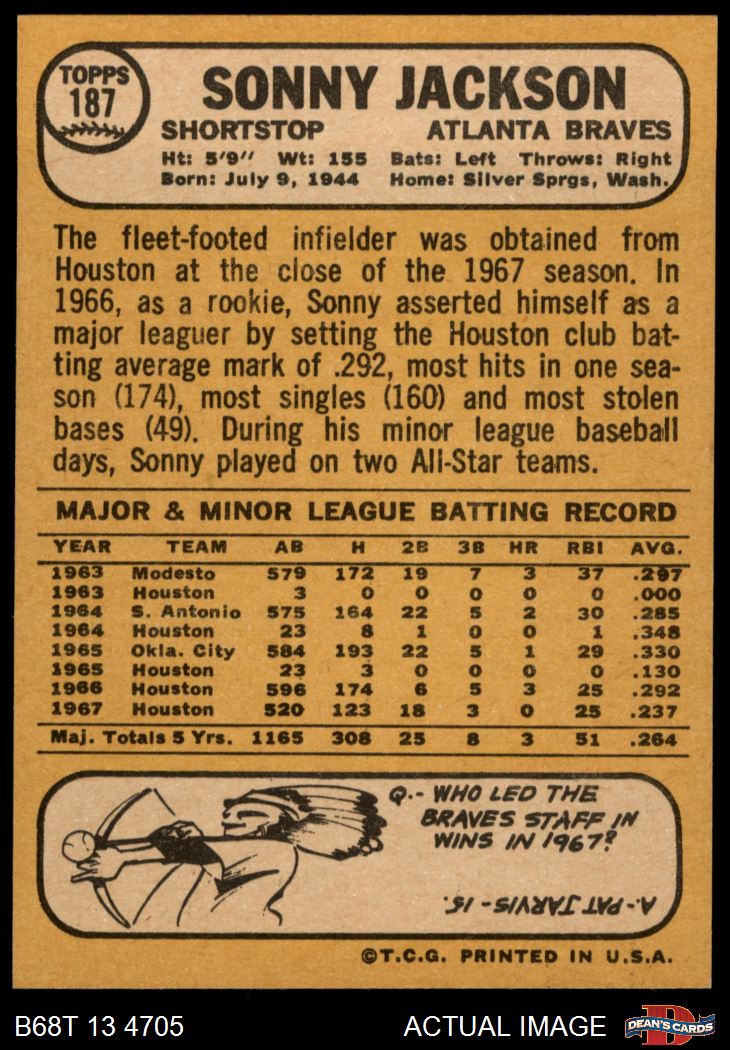 TOPPS
187
SONNY JACKSON
SHORTSTOP ATLANTA BRAVES
Ht: 5'9" Wt: 155 Bats: Left Throws: Right
Born: July 9, 1944 Home: Silver Sprgs, Wash.
The fleet-footed infielder was obtained from
Houston at the close of the 1967 season. In
1966, as a rookie, Sonny asserted himself as a
major leaguer by setting the Houston club bat-
ting average mark of .292, most hits in one sea-
son (174), most singles (160) and most stolen
bases (49). During his minor league baseball
days, Sonny played on two All-Star teams.
MAJOR & MINOR LEAGUE BATTING RECORD
YEAR TEAM AB H 2B 3B HR RBI AVG.
1963 Modesto 579 172 19 7 3 37 .297
1963 Houston 3 0 0 0 0 0 .000
1964 S. Antonio 575 164 22 5 2 30 .285
1964 Houston 23 8 1 0 0 1 .348
1965 Okla. City 584 193 22 5 1 29 .330
1965 Houston 23 3 0 0 0 0 .130
1966 Houston 596 174 6 5 3 25 .292
1967 Houston 520 123 18 3 0 25 .237
Maj. Totals 5 Yrs. 1165 308 25 8 3 51 .264
Q.- WHO LED THE
BRAVES STAFF IN
WINS IN 1967?
A.- PAT JARVIS - 15.
©T.C.G. PRINTED IN U.S.A.
B68T 13 4705 ACTUAL IMAGE D DEAN'S CARDS